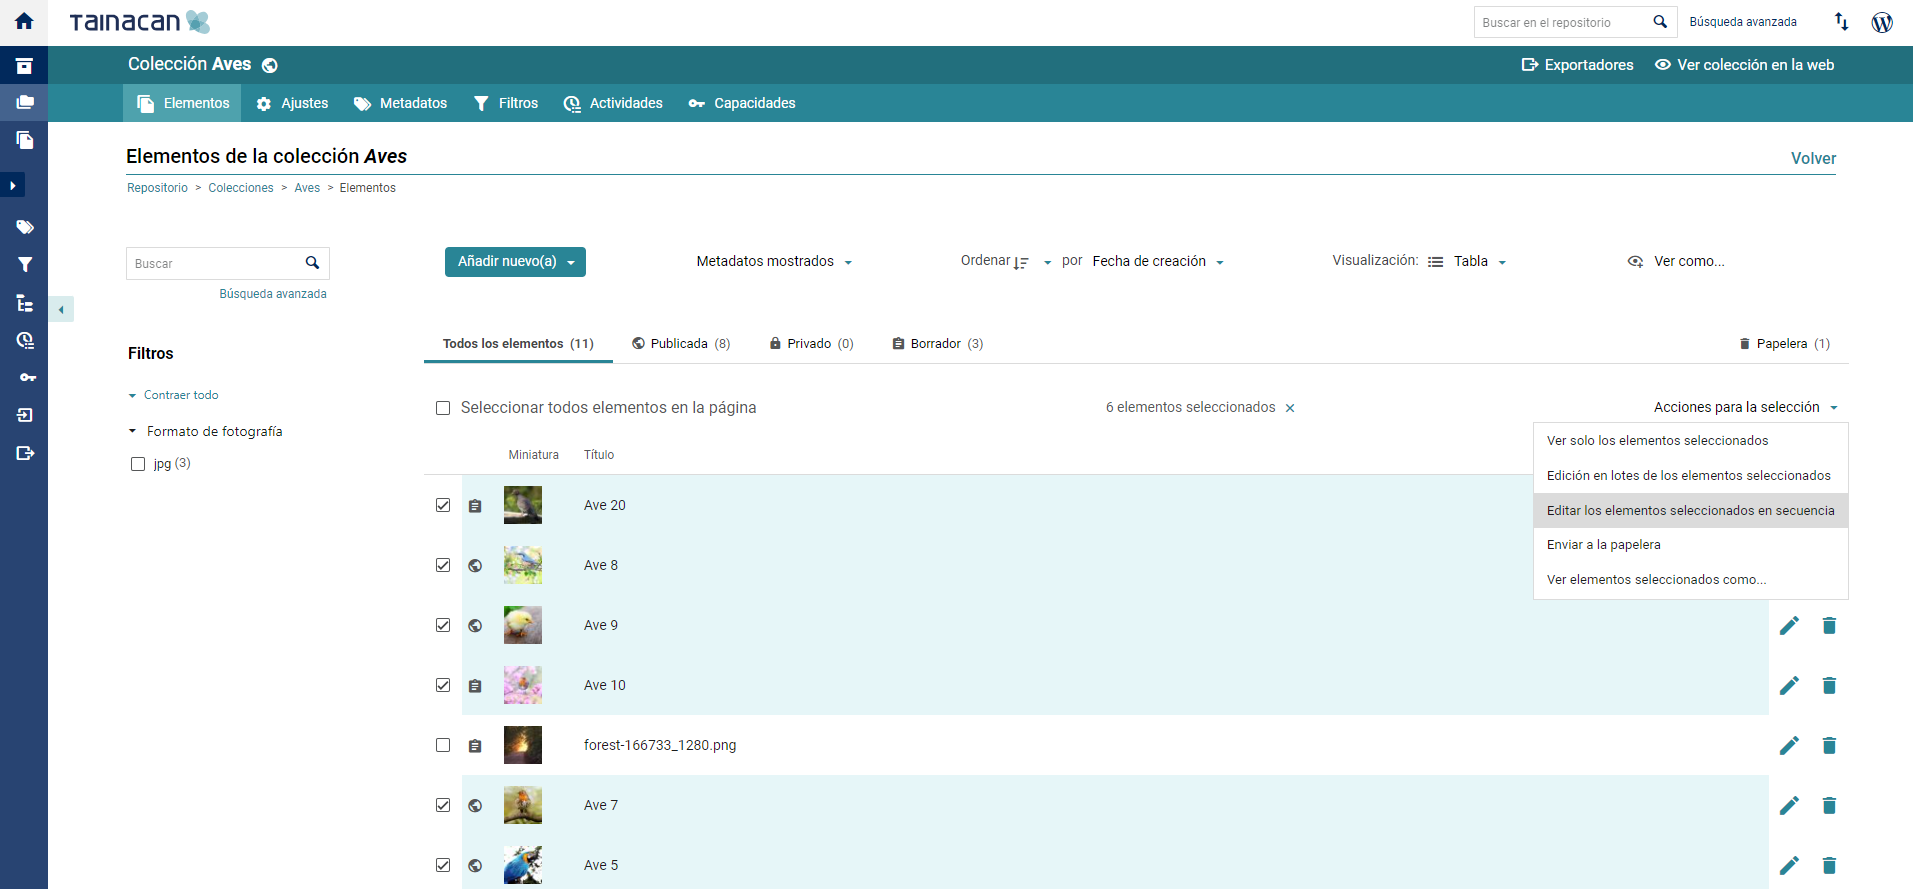 TAINACAN
Buscar en el repositorio
Búsqueda avanzada
Colección Aves
Exportadores
Ver colección en la web
Elementos
Ajustes
Metadatos
Filtros
Actividades
Capacidades
Elementos de la colección Aves
Volver
Repositorio > Colecciones > Aves > Elementos
Buscar
Búsqueda avanzada
Añadir nuevo(a)
Metadatos mostrados
Ordenar
por
Fecha de creación
Visualización:
Tabla
Ver como...
Filtros
Contraer todo
Formato de fotografía
jpg (3)
Todos los elementos (11)
Publicada (8)
Privado (0)
Borrador (3)
Papelera (1)
Seleccionar todos elementos en la página
6 elementos seleccionados
Acciones para la selección
Ver solo los elementos seleccionados
Edición en lotes de los elementos seleccionados
Editar los elementos seleccionados en secuencia
Enviar a la papelera
Ver elementos seleccionados como...
Miniatura
Título
Ave 20
Ave 8
Ave 9
Ave 10
forest-166733_1280.png
Ave 7
Ave 5